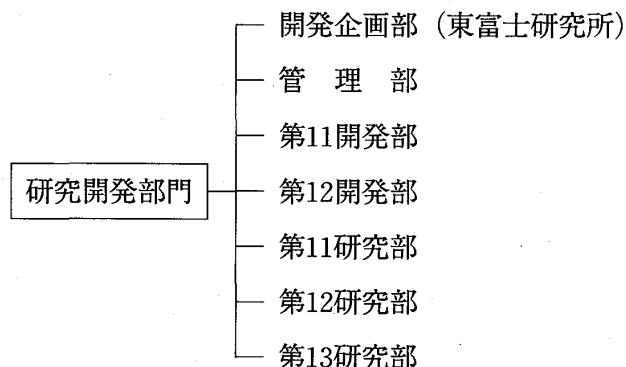 研究開発部門
開発企画部（東富士研究所）
管　理　部
第11開発部
第12開発部
第11研究部
第12研究部
第13研究部